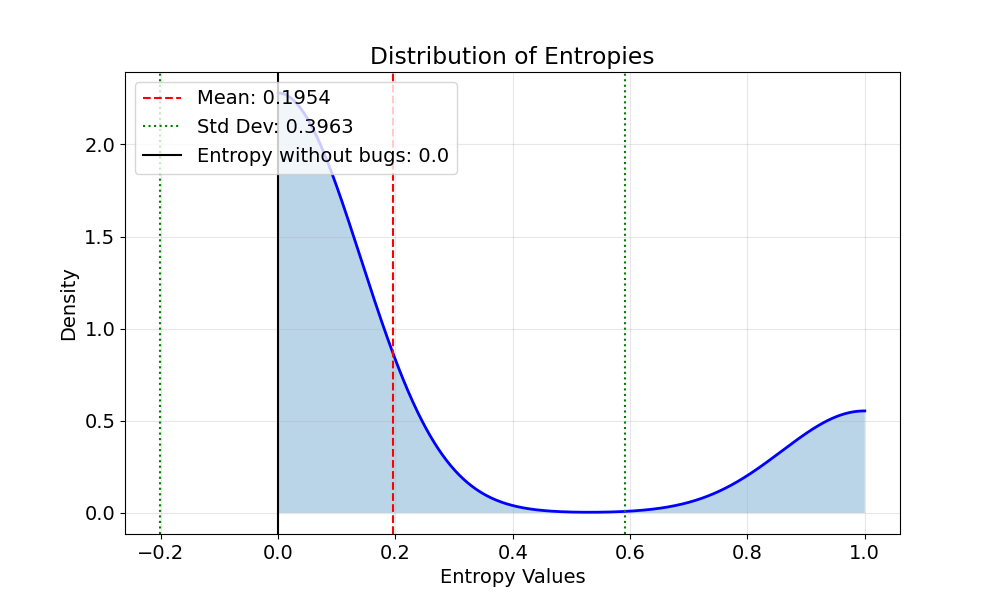 Distribution of Entropies
Mean: 0.1954
Std Dev: 0.3963
Entropy without bugs: 0.0
Density
2.0
1.5
1.0
0.5
0.0
−0.2 0.0 0.2 0.4 0.6 0.8 1.0
Entropy Values